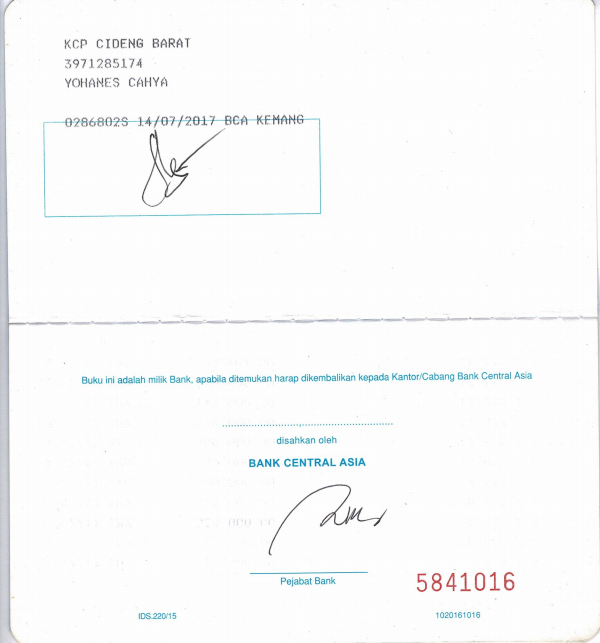 KCP CIDENG BARAT
3971285174
YOHANES CAHYA
0286802S 14/07/2017 BCA KEMANG
Buku ini adalah milik Bank, apabila ditemukan harap dikembalikan kepada Kantor/Cabang Bank Central Asia
disahkan oleh
BANK CENTRAL ASIA
Pejabat Bank
5841016
IDS.220/15 1020161016